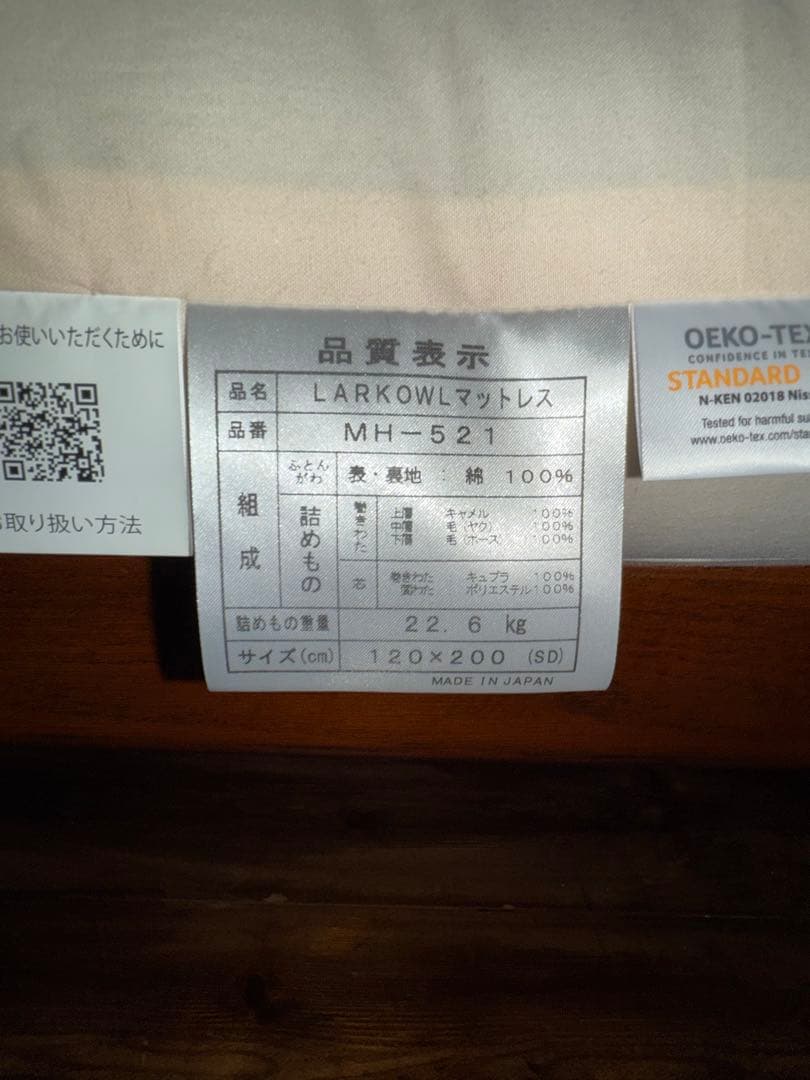 お使いいただくために
取り扱い方法
品質表示
品名 LARKOWLマットレス
品番 MH-521
組成
ふとんがわ 表・裏地 : 綿 100%
詰めもの
巻きわた
上層 キャメル 100%
中層 毛(ヤク) 100%
下層 毛(ホース) 100%
芯
巻きわた キュプラ 100%
固わた ポリエステル100%
詰めもの重量 22.6 kg
サイズ(cm) 120×200 (SD)
MADE IN JAPAN
OEKO-TEX
CONFIDENCE IN TE
STANDARD
N-KEN 02018 Niss
Tested for harmful su
www.oeko-tex.com/sta